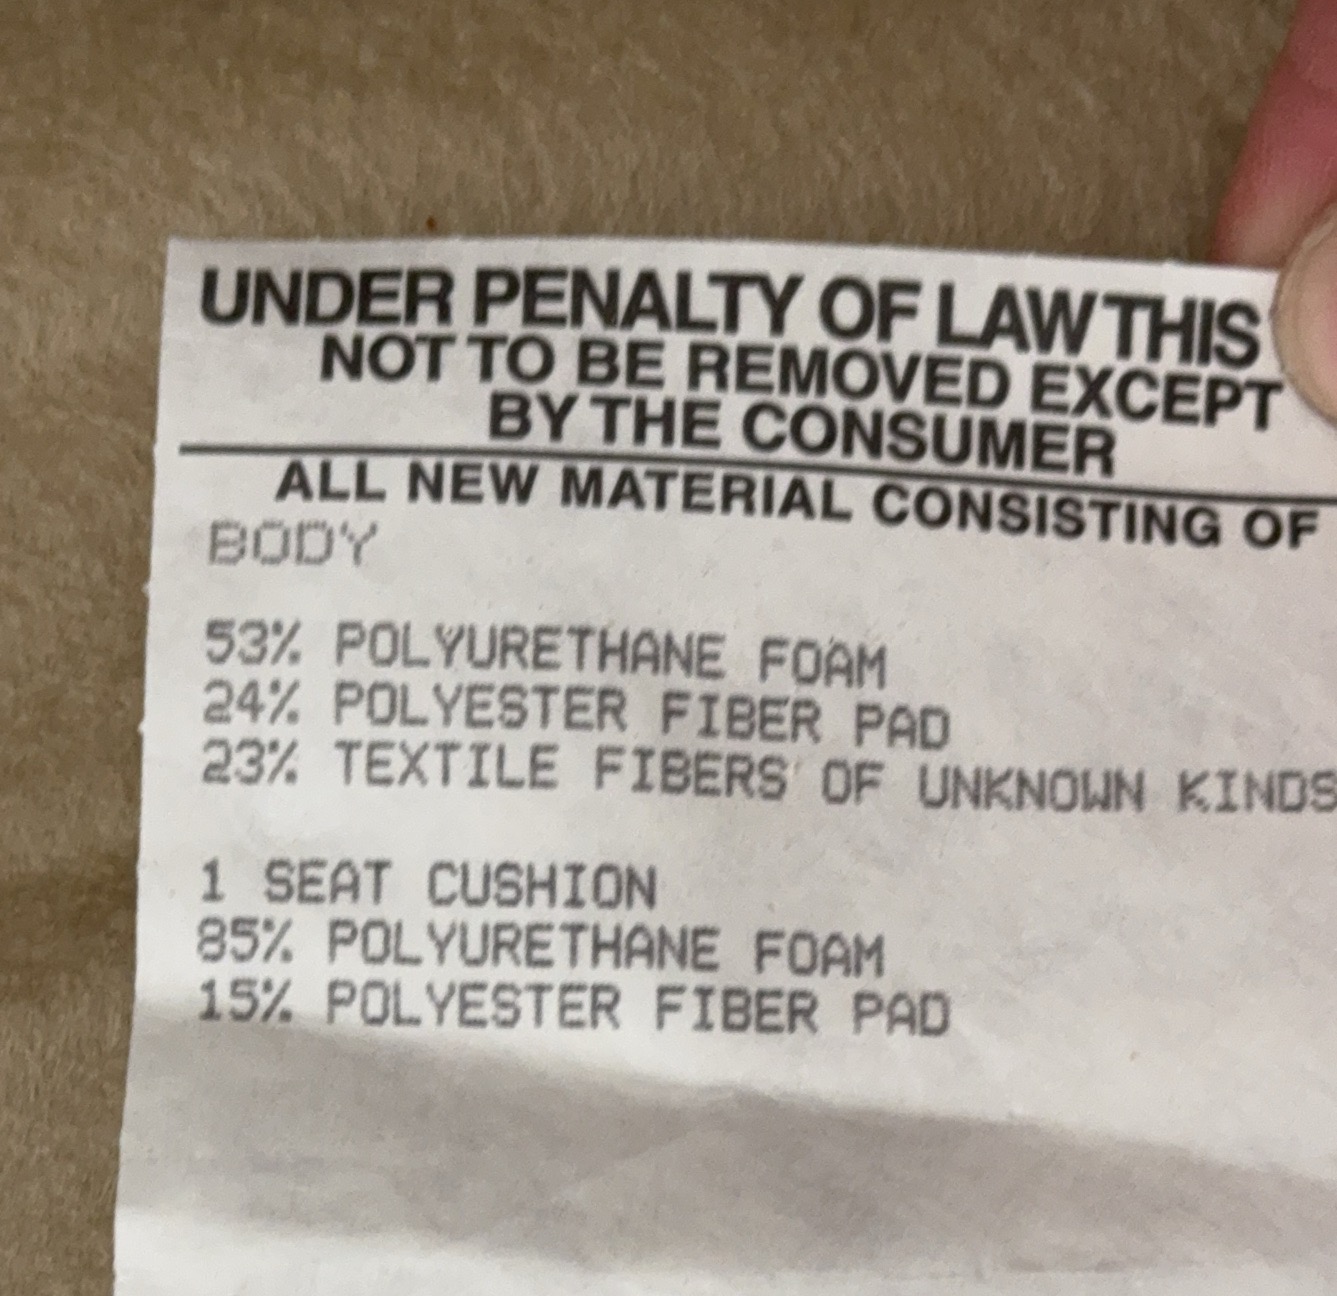 UNDER PENALTY OF LAW THIS
NOT TO BE REMOVED EXCEPT
BY THE CONSUMER
ALL NEW MATERIAL CONSISTING OF
BODY
53% POLYURETHANE FOAM
24% POLYESTER FIBER PAD
23% TEXTILE FIBERS OF UNKNOWN KINDS
1 SEAT CUSHION
85% POLYURETHANE FOAM
15% POLYESTER FIBER PAD